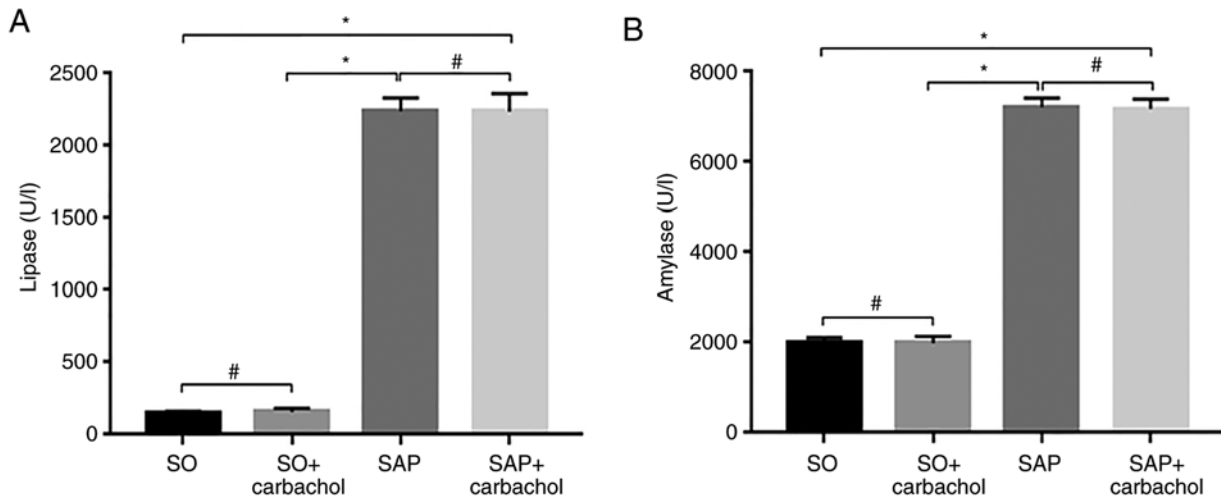 A
*
*
#
2500
2000
1500
1000
500
0
Lipase (U/l)
#
SO
SO+
carbachol
SAP
SAP+
carbachol
B
*
*
#
8000
6000
4000
2000
0
Amylase (U/l)
#
SO
SO+
carbachol
SAP
SAP+
carbachol